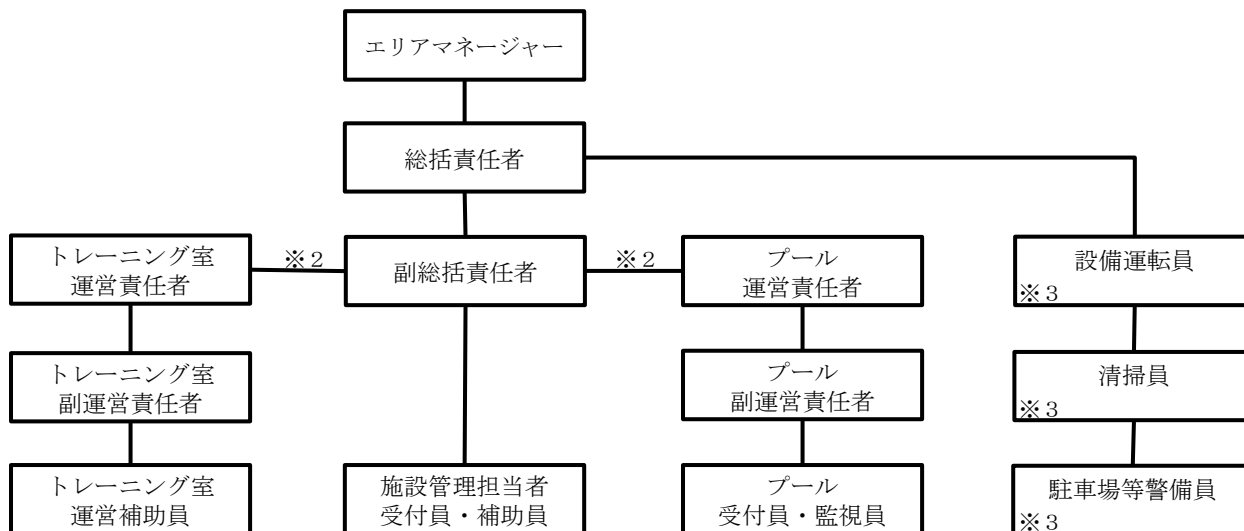 エリアマネージャー
総括責任者
トレーニング室
運営責任者
※２
副総括責任者
※２
プール
運営責任者
設備運転員
※３
トレーニング室
副運営責任者
プール
副運営責任者
清掃員
※３
トレーニング室
運営補助員
施設管理担当者
受付員・補助員
プール
受付員・監視員
駐車場等警備員
※３